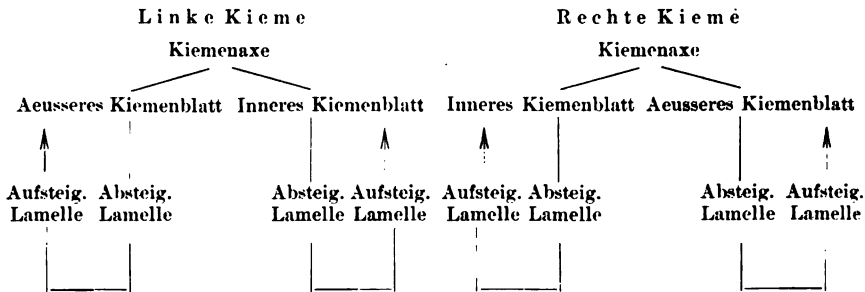 Linke Kieme Rechte Kieme
Kiemenaxe Kiemenaxe
Aeusseres Kiemenblatt Inneres Kiemenblatt Inneres Kiemenblatt Aeusseres Kiemenblatt
Aufsteig. Absteig. Absteig. Aufsteig. Aufsteig. Absteig. Absteig. Aufsteig.
Lamelle Lamelle Lamelle Lamelle Lamelle Lamelle Lamelle Lamelle